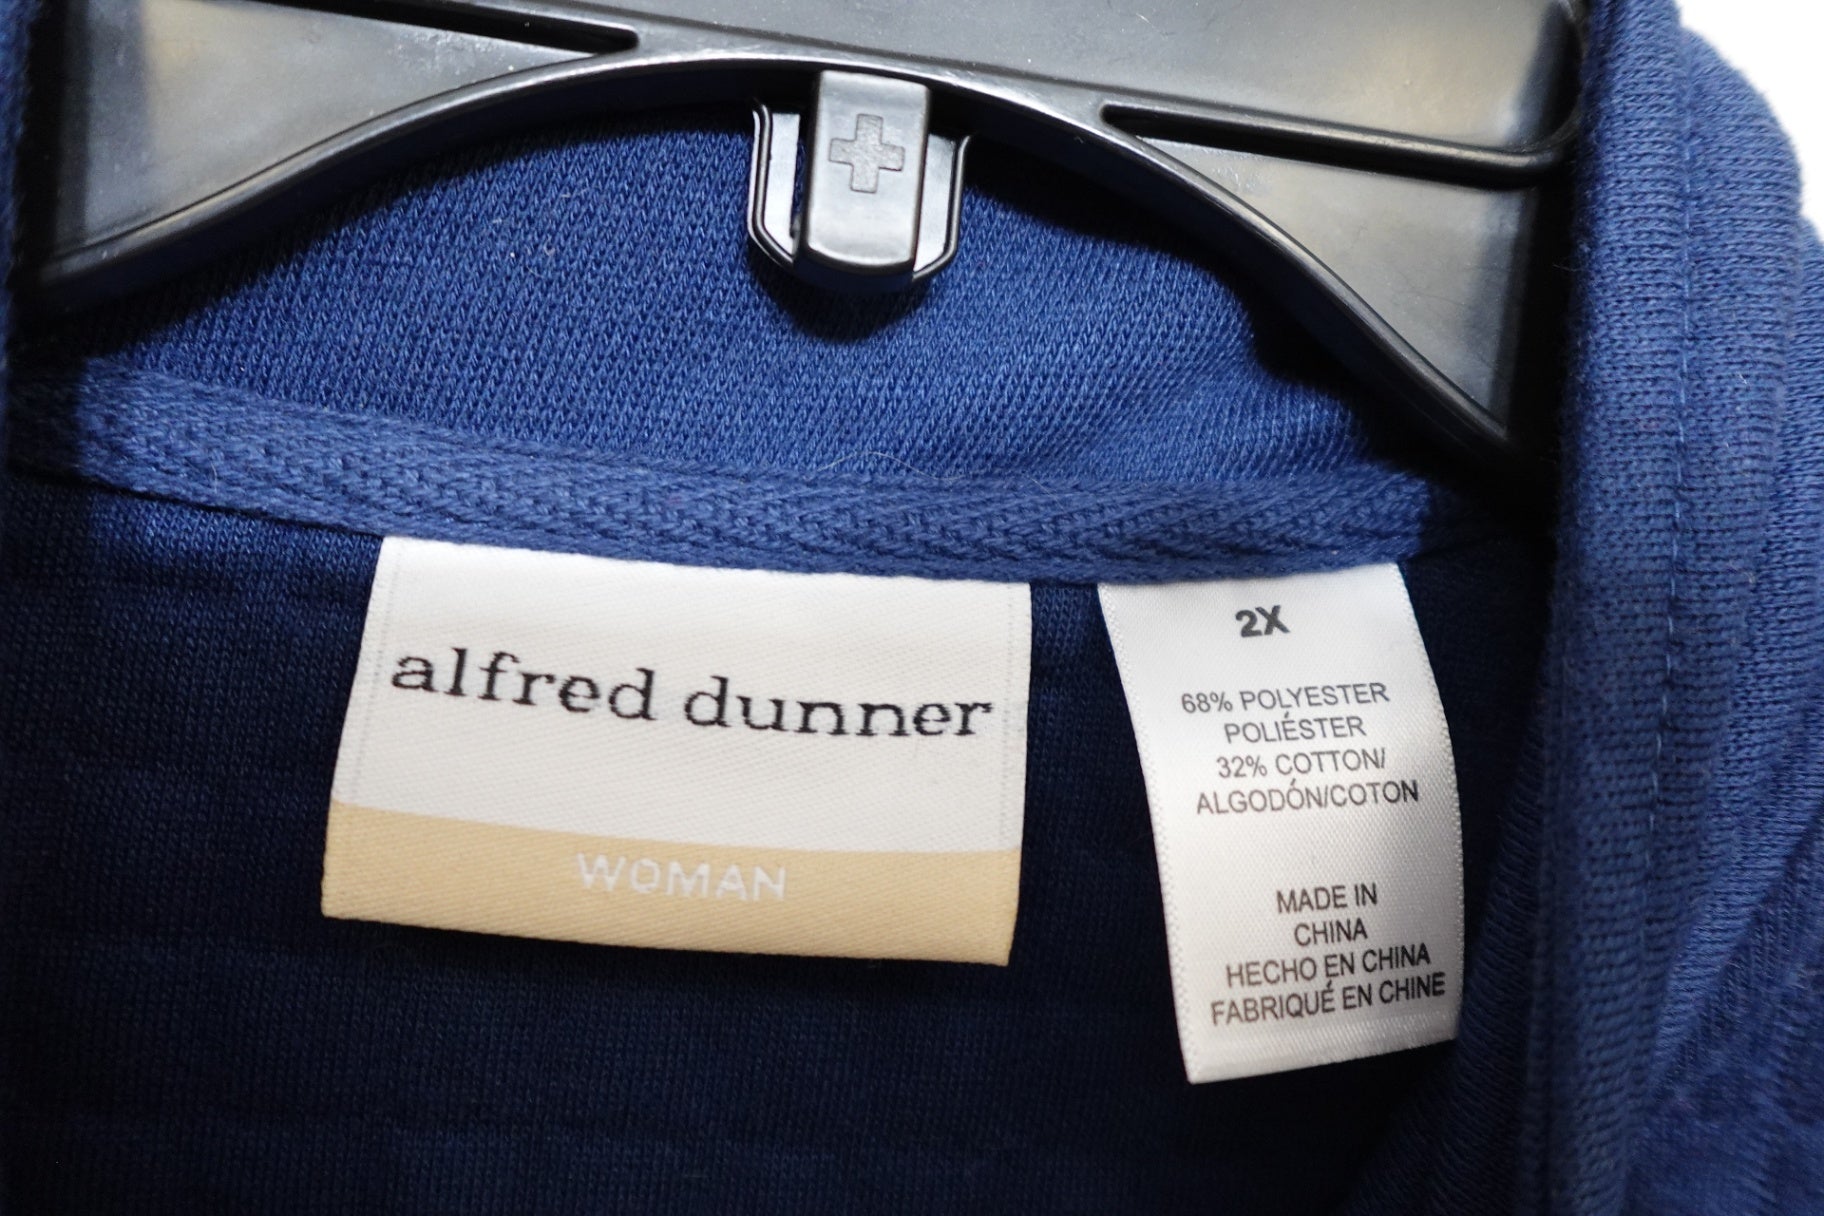 alfred dunner
WOMAN
2X
68% POLYESTER
POLIÉSTER
32% COTTON/
ALGODÓN/COTON
MADE IN
CHINA
HECHO EN CHINA
FABRIQUÉ EN CHINE